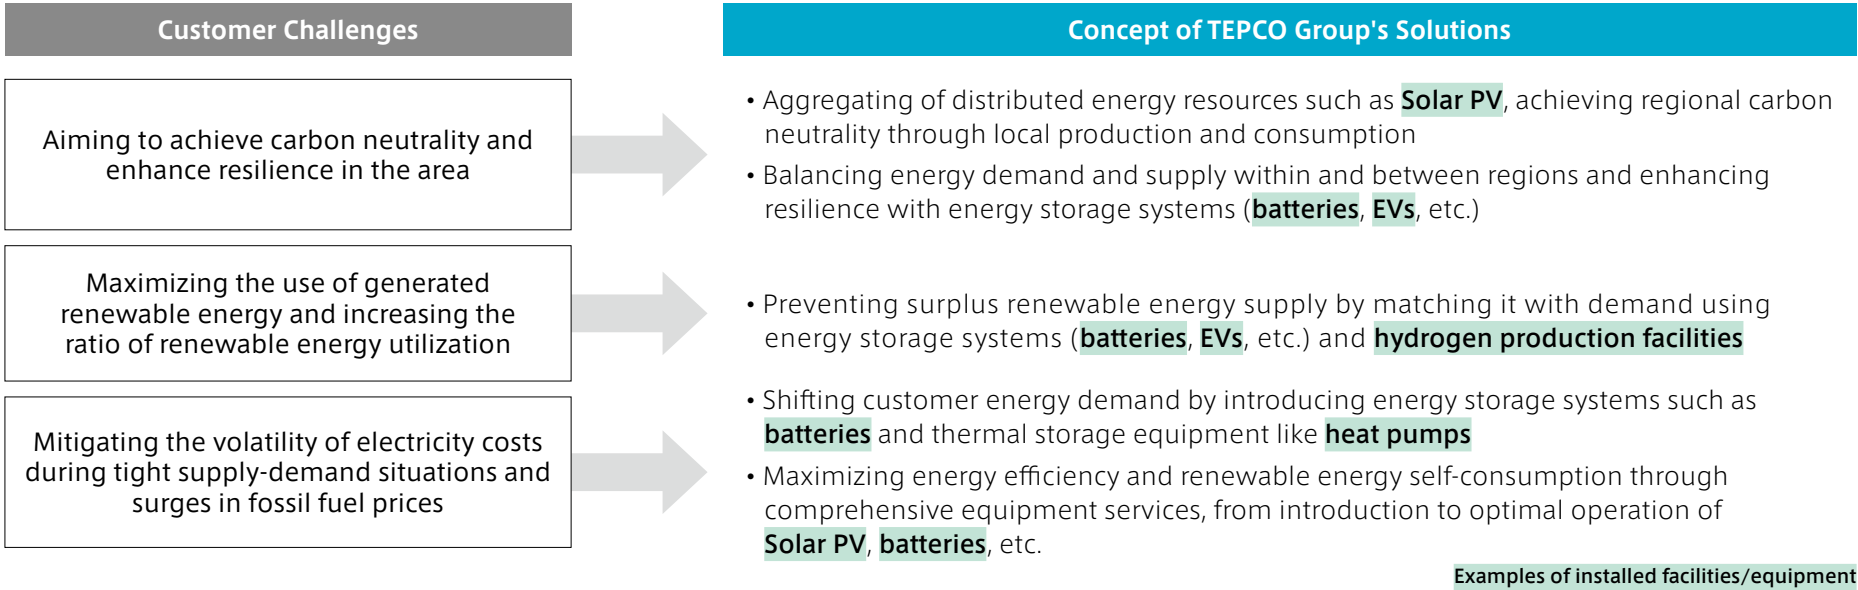 Customer Challenges
Concept of TEPCO Group's Solutions
Aiming to achieve carbon neutrality and
enhance resilience in the area
• Aggregating of distributed energy resources such as Solar PV, achieving regional carbon
neutrality through local production and consumption
• Balancing energy demand and supply within and between regions and enhancing
resilience with energy storage systems (batteries, EVs, etc.)
Maximizing the use of generated
renewable energy and increasing the
ratio of renewable energy utilization
• Preventing surplus renewable energy supply by matching it with demand using
energy storage systems (batteries, EVs, etc.) and hydrogen production facilities
Mitigating the volatility of electricity costs
during tight supply-demand situations and
surges in fossil fuel prices
• Shifting customer energy demand by introducing energy storage systems such as
batteries and thermal storage equipment like heat pumps
• Maximizing energy efficiency and renewable energy self-consumption through
comprehensive equipment services, from introduction to optimal operation of
Solar PV, batteries, etc.
Examples of installed facilities/equipment